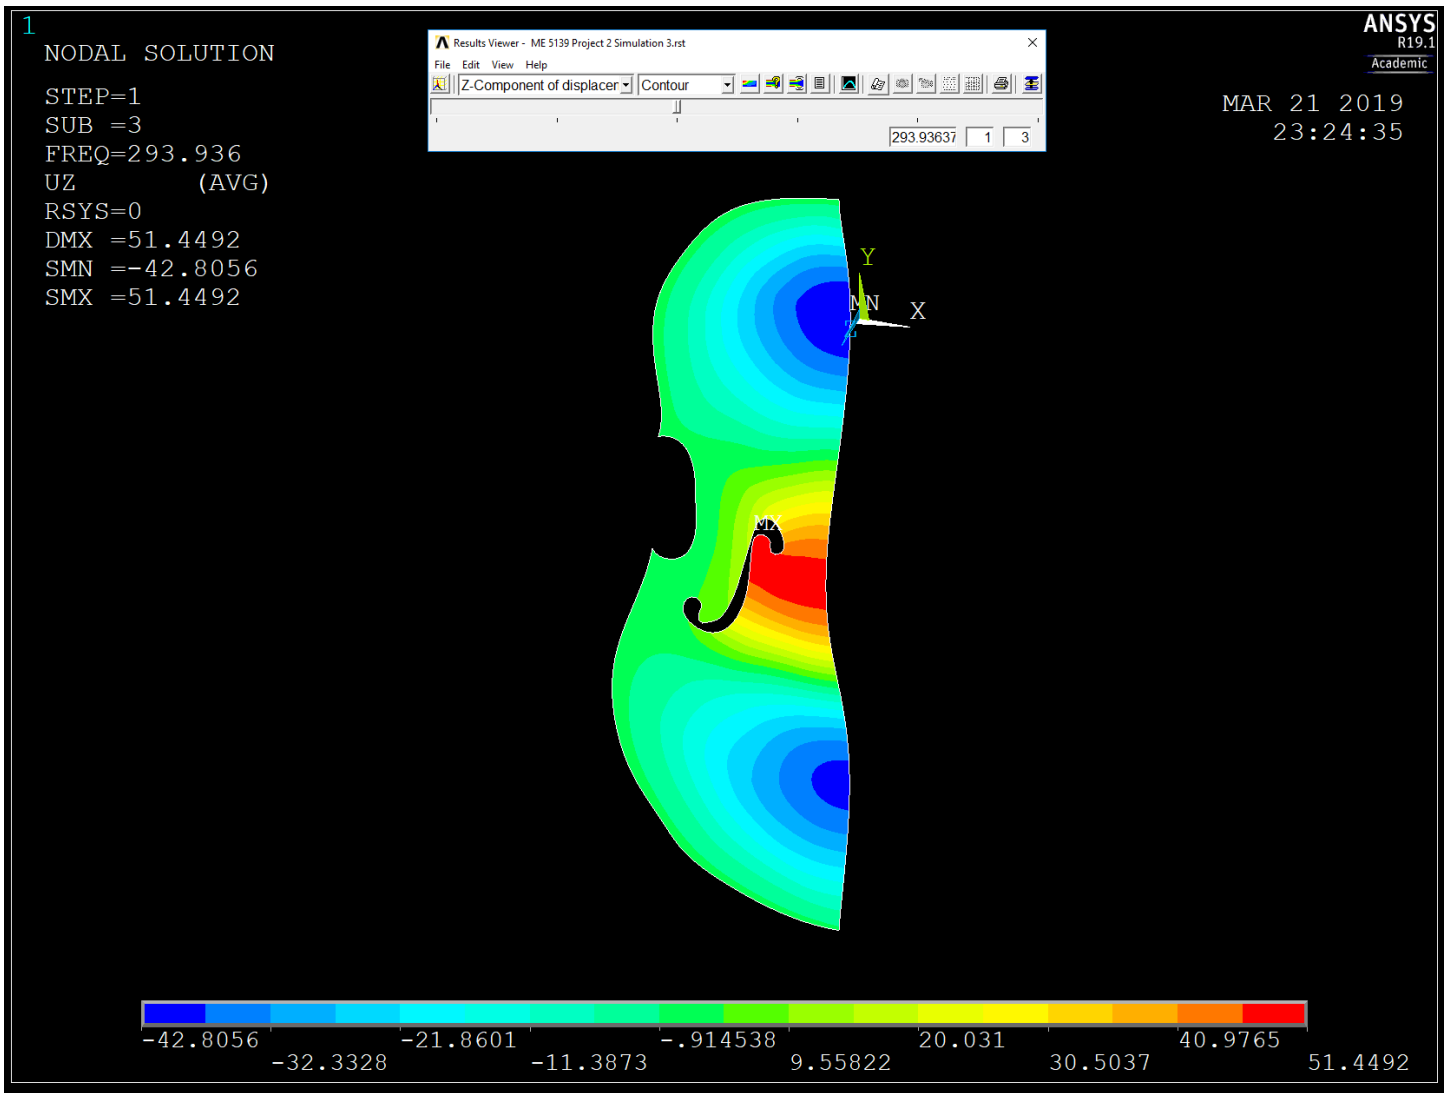 1
NODAL SOLUTION
STEP=1
SUB =3
FREQ=293.936
UZ (AVG)
RSYS=0
DMX =51.4492
SMN =-42.8056
SMX =51.4492
Results Viewer - ME 5139 Project 2 Simulation 3.rst
File Edit View Help
Z-Component of displacer Contour
293.93637 1 3
ANSYS
R19.1
Academic
MAR 21 2019
23:24:35
Y
MN
X
Z
MX
-42.8056 -21.8601 -.914538 20.031 40.9765
-32.3328 -11.3873 9.55822 30.5037 51.4492